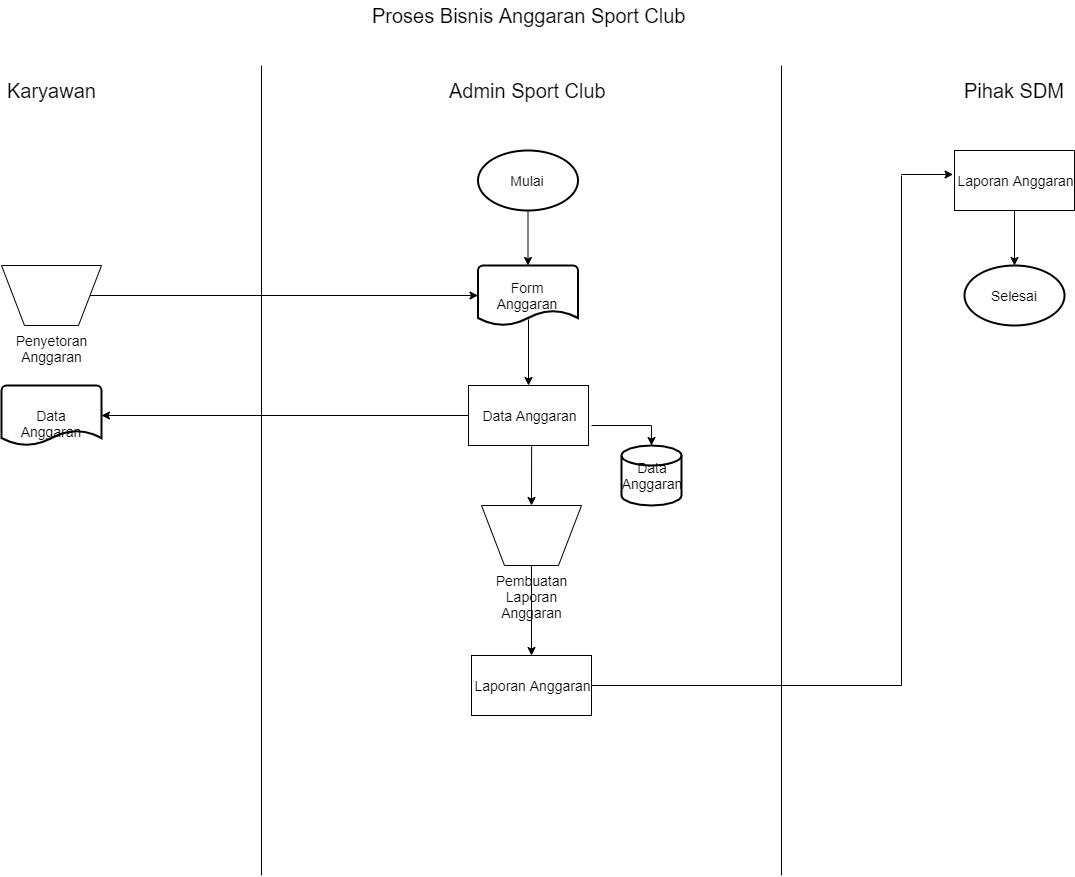 Proses Bisnis Anggaran Sport Club
Karyawan
Admin Sport Club
Pihak SDM
Mulai
Laporan Anggaran
Form
Anggaran
Selesai
Penyetoran
Anggaran
Data
Anggaran
Data Anggaran
Data
Anggaran
Pembuatan
Laporan
Anggaran
Laporan Anggaran